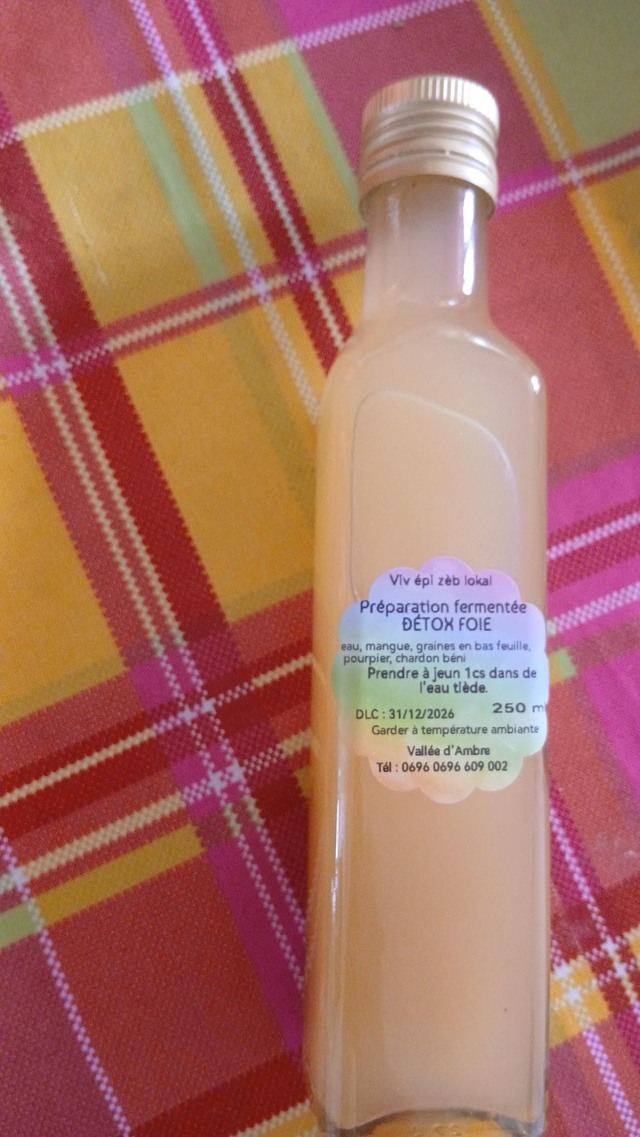 Viv épi zèb lokal
Préparation fermentée
DÉTOX FOIE
eau, mangue, graines en bas feuille,
pourpier, chardon béni
Prendre à jeun 1cs dans de
l'eau tiède.
250 ml
DLC : 31/12/2026
Garder à température ambiante
Vallée d'Ambre
Tél : 0696 0696 609 002